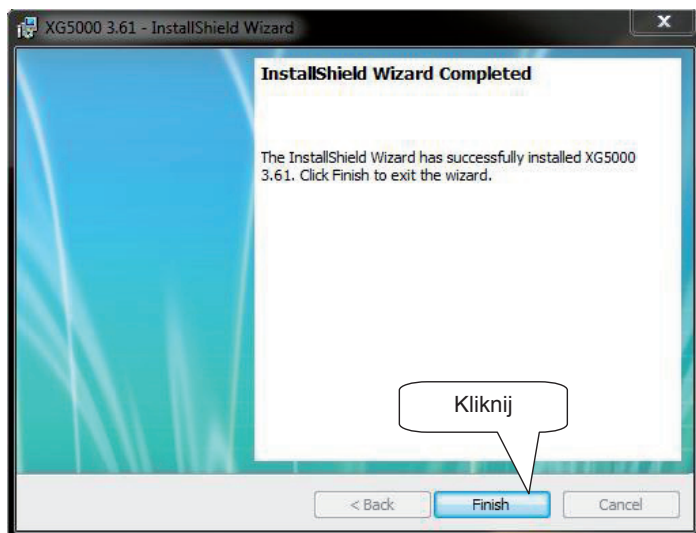 XG5000 3.61 - InstallShield Wizard
x
InstallShield Wizard Completed
The InstallShield Wizard has successfully installed XG5000
3.61. Click Finish to exit the wizard.
Kliknij
< Back
Finish
Cancel